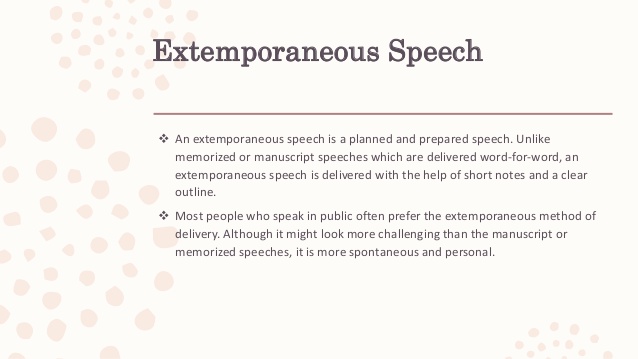 Extemporaneous Speech
❖ An extemporaneous speech is a planned and prepared speech. Unlike
memorized or manuscript speeches which are delivered word-for-word, an
extemporaneous speech is delivered with the help of short notes and a clear
outline.
❖ Most people who speak in public often prefer the extemporaneous method of
delivery. Although it might look more challenging than the manuscript or
memorized speeches, it is more spontaneous and personal.